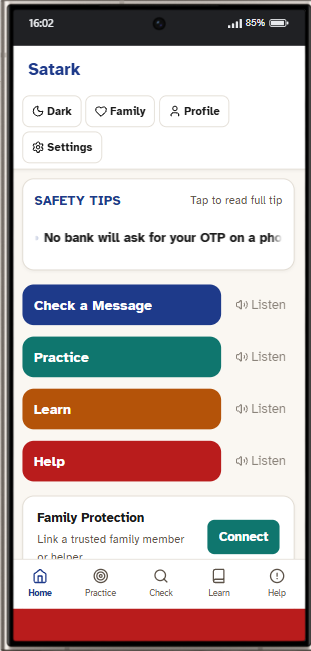 16:02
85%
Satark
Dark
Family
Profile
Settings
SAFETY TIPS
Tap to read full tip
No bank will ask for your OTP on a pho
Check a Message
Listen
Practice
Listen
Learn
Listen
Help
Listen
Family Protection
Link a trusted family member
or helper
Connect
Home
Practice
Check
Learn
Help